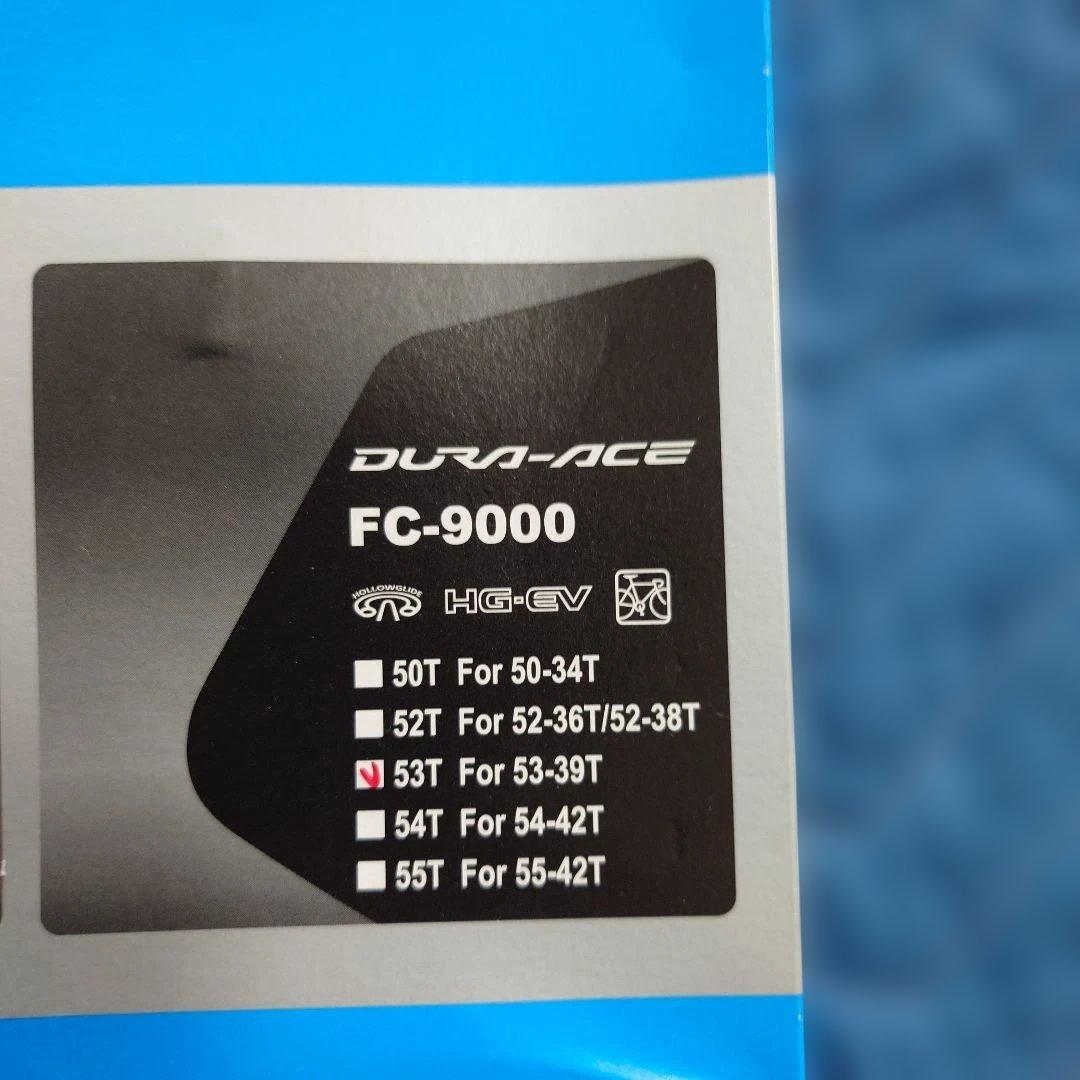 DURA-ACE
FC-9000
HOLLOWGLIDE HG-EV
50T For 50-34T
52T For 52-36T/52-38T
53T For 53-39T
54T For 54-42T
55T For 55-42T